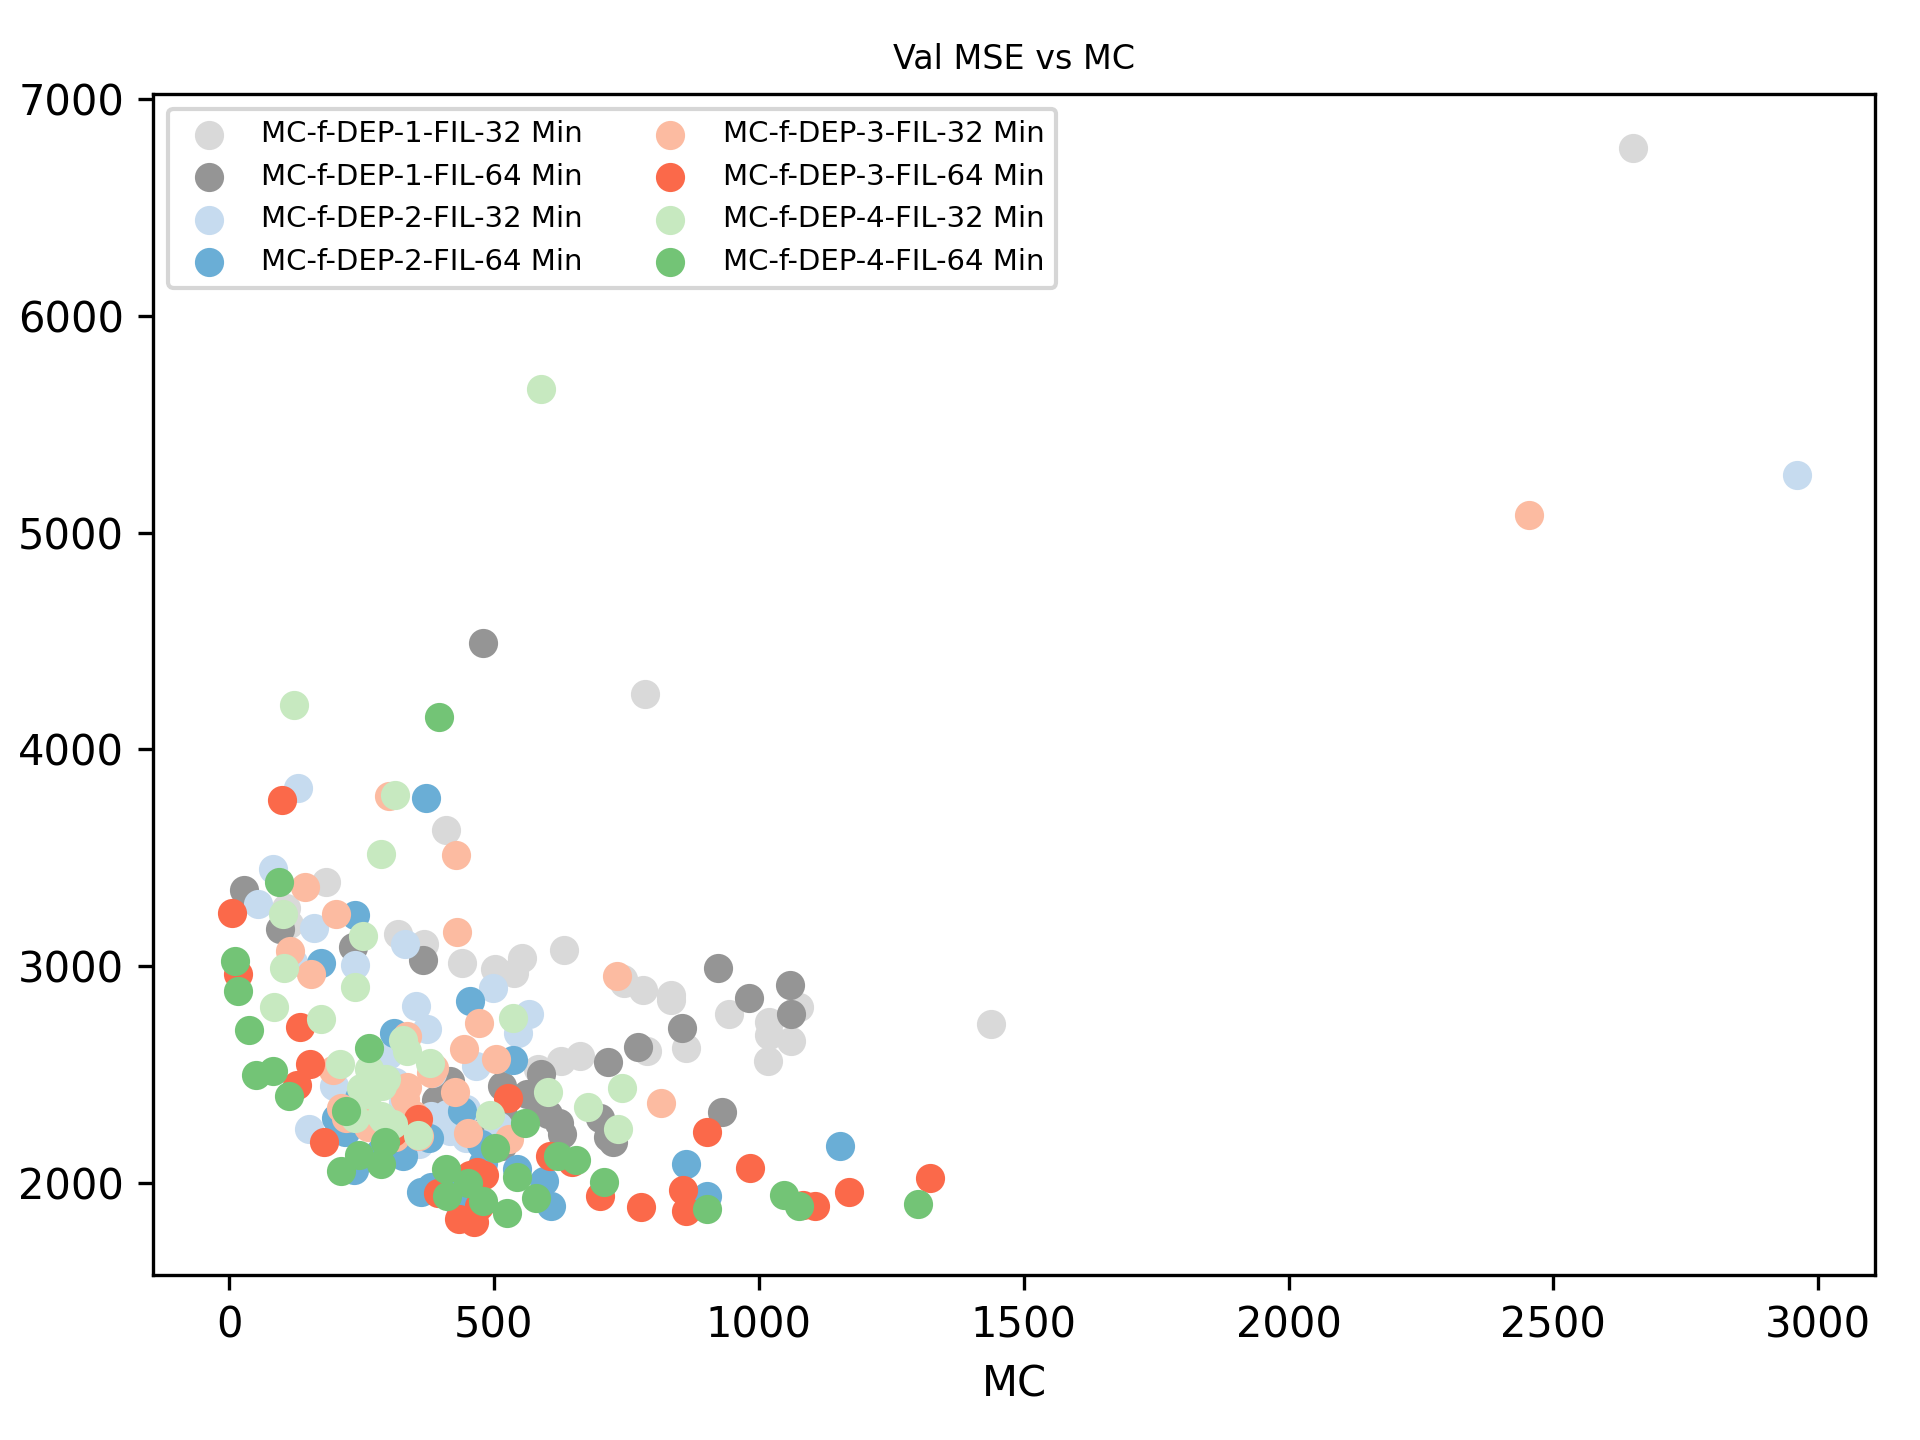 Val MSE vs MC
7000
6000
5000
4000
3000
2000
MC-f-DEP-1-FIL-32 Min
MC-f-DEP-1-FIL-64 Min
MC-f-DEP-2-FIL-32 Min
MC-f-DEP-2-FIL-64 Min
MC-f-DEP-3-FIL-32 Min
MC-f-DEP-3-FIL-64 Min
MC-f-DEP-4-FIL-32 Min
MC-f-DEP-4-FIL-64 Min
0 500 1000 1500 2000 2500 3000
MC